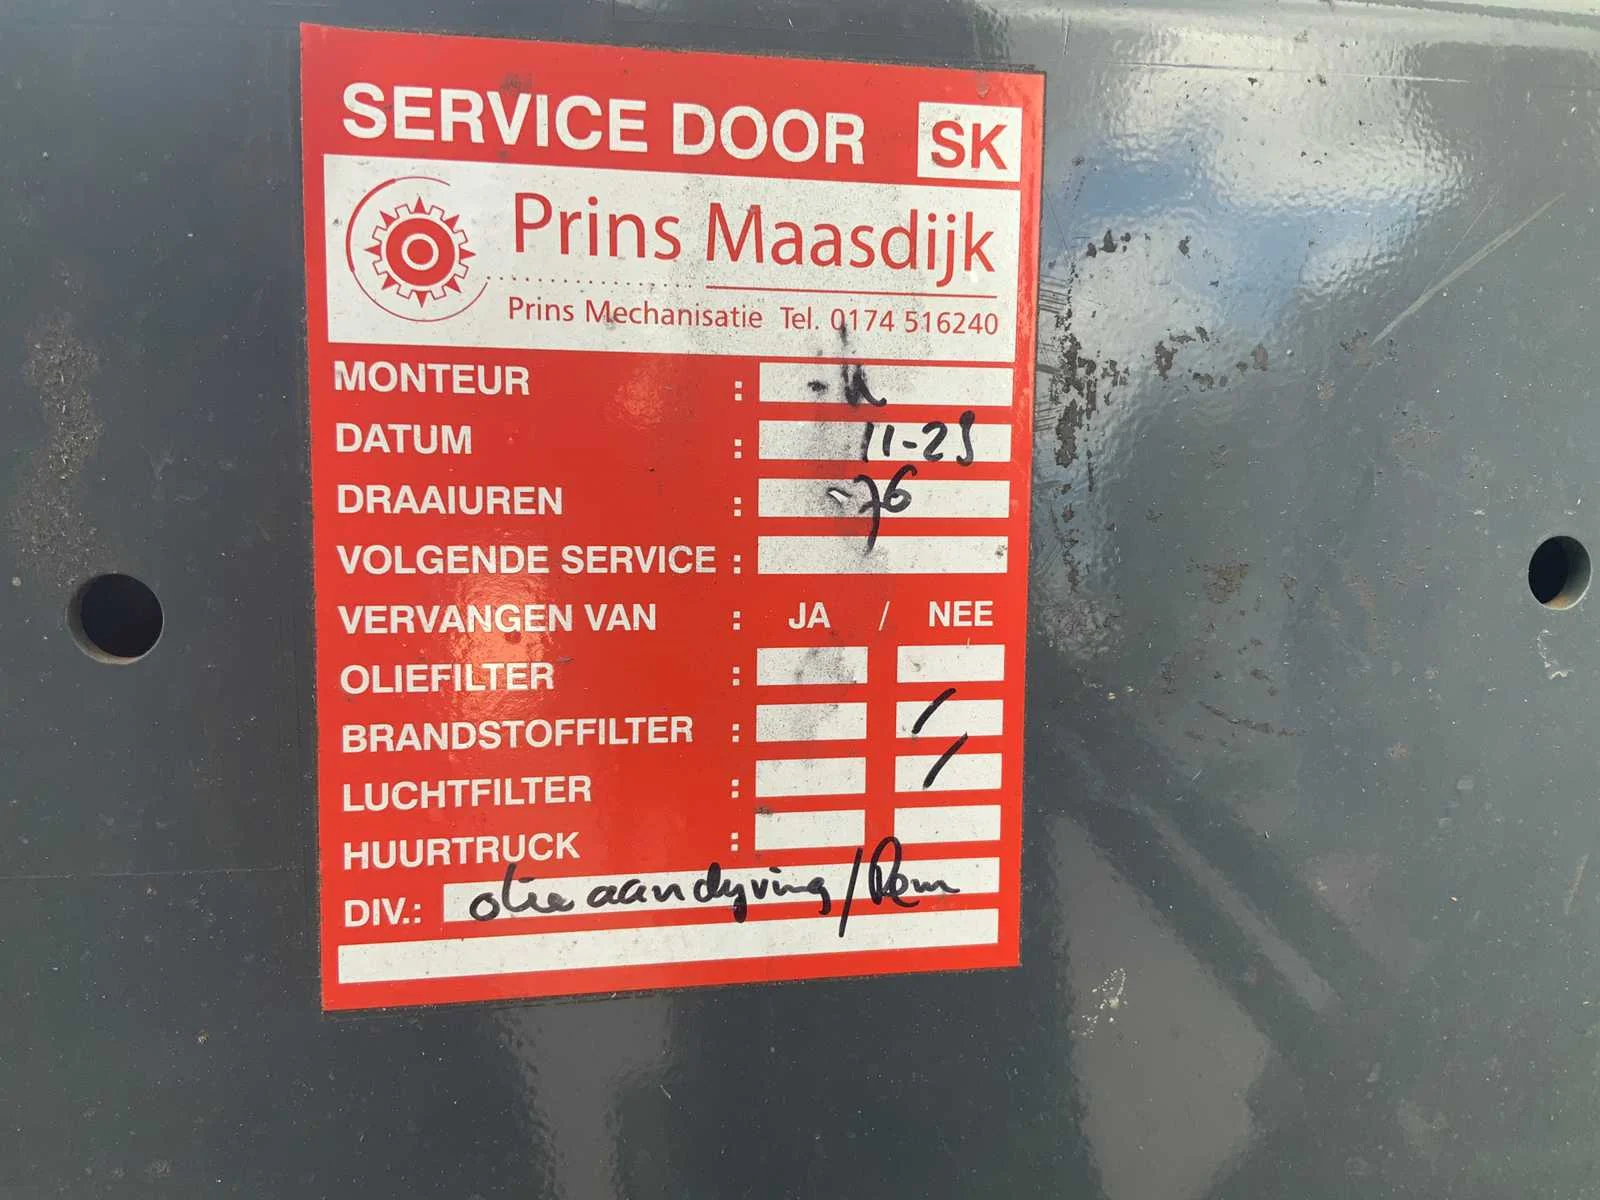 SERVICE DOOR SK
Prins Maasdijk
Prins Mechanisatie Tel. 0174 516240
MONTEUR :
DATUM : 11-25
DRAAIUREN : 76
VOLGENDE SERVICE :
VERVANGEN VAN : JA / NEE
OLIEFILTER :
BRANDSTOFFILTER : /
LUCHTFILTER : /
HUURTRUCK :
DIV.: olie aandrijving / Rem